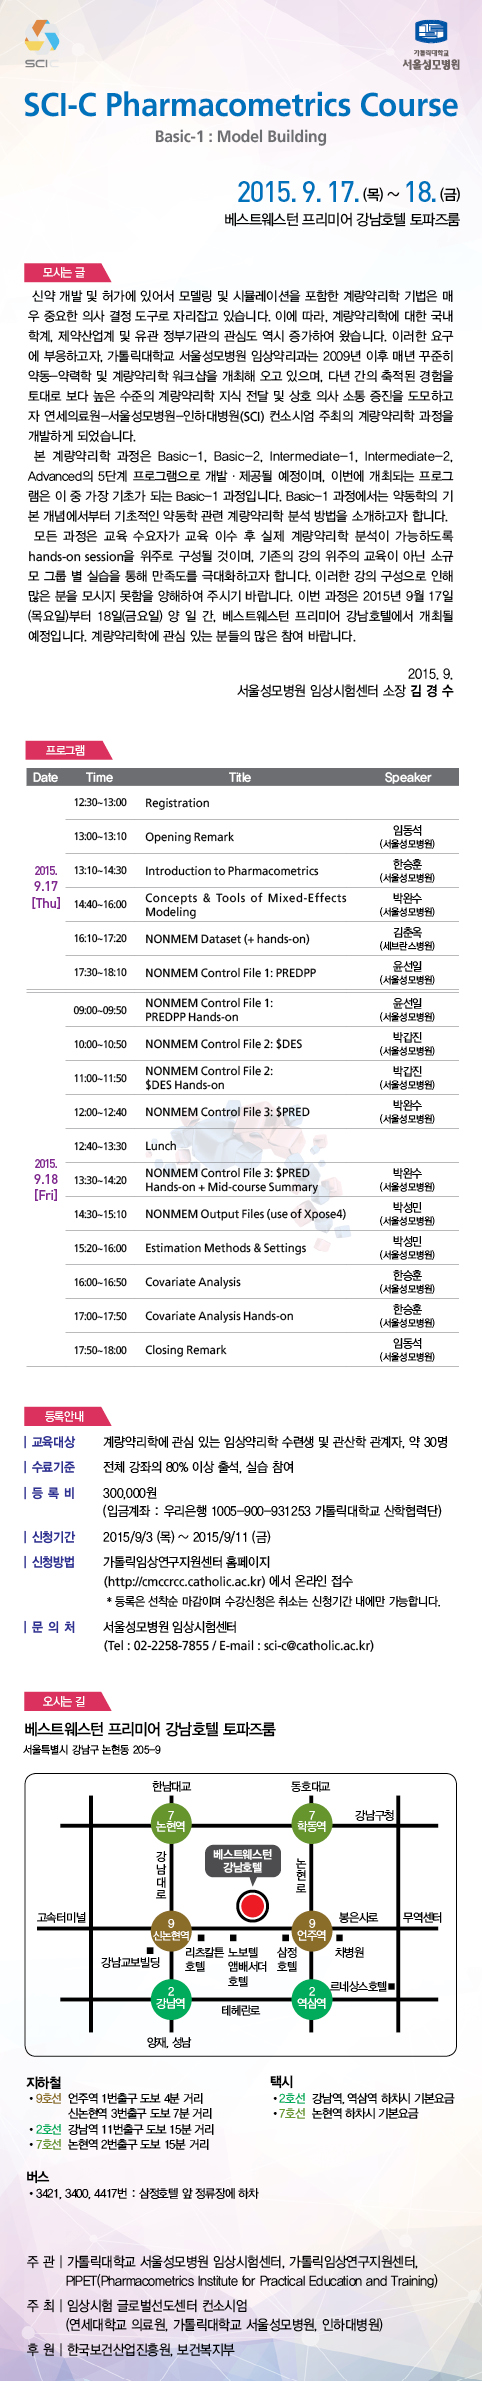 SCI-C
가톨릭대학교
서울성모병원
SCI-C Pharmacometrics Course
Basic-1 : Model Building
2015. 9. 17.(목) ~ 18.(금)
베스트웨스턴 프리미어 강남호텔 토파즈룸
모시는 글
신약 개발 및 허가에 있어서 모델링 및 시뮬레이션을 포함한 계량약리학 기법은 매
우 중요한 의사 결정 도구로 자리잡고 있습니다. 이에 따라, 계량약리학에 대한 국내
학계, 제약산업계 및 유관 정부기관의 관심도 역시 증가하여 왔습니다. 이러한 요구
에 부응하고자, 가톨릭대학교 서울성모병원 임상약리과는 2009년 이후 매년 꾸준히
약동-약력학 및 계량약리학 워크샵을 개최해 오고 있으며, 다년 간의 축적된 경험을
토대로 보다 높은 수준의 계량약리학 지식 전달 및 상호 의사 소통 증진을 도모하고
자 연세의료원-서울성모병원-인하대병원(SCI) 컨소시엄 주최의 계량약리학 과정을
개발하게 되었습니다.
본 계량약리학 과정은 Basic-1, Basic-2, Intermediate-1, Intermediate-2,
Advanced의 5단계 프로그램으로 개발 · 제공될 예정이며, 이번에 개최되는 프로그
램은 이 중 가장 기초가 되는 Basic-1 과정입니다. Basic-1 과정에서는 약동학의 기
본 개념에서부터 기초적인 약동학 관련 계량약리학 분석 방법을 소개하고자 합니다.
모든 과정은 교육 수요자가 교육 이수 후 실제 계량약리학 분석이 가능하도록
hands-on session을 위주로 구성될 것이며, 기존의 강의 위주의 교육이 아닌 소규
모 그룹 별 실습을 통해 만족도를 극대화하고자 합니다. 이러한 강의 구성으로 인해
많은 분을 모시지 못함을 양해하여 주시기 바랍니다. 이번 과정은 2015년 9월 17일
(목요일)부터 18일(금요일) 양 일 간, 베스트웨스턴 프리미어 강남호텔에서 개최될
예정입니다. 계량약리학에 관심 있는 분들의 많은 참여 바랍니다.
2015. 9.
서울성모병원 임상시험센터 소장 김 경 수
프로그램
Date Time Title Speaker
2015. 9.17 [Thu]
12:30~13:00 Registration
13:00~13:10 Opening Remark 임동석 (서울성모병원)
13:10~14:30 Introduction to Pharmacometrics 한승훈 (서울성모병원)
14:40~16:00 Concepts & Tools of Mixed-Effects Modeling 박완수 (서울성모병원)
16:10~17:20 NONMEM Dataset (+ hands-on) 김춘옥 (세브란스병원)
17:30~18:10 NONMEM Control File 1: PREDPP 윤선일 (서울성모병원)
2015. 9.18 [Fri]
09:00~09:50 NONMEM Control File 1: PREDPP Hands-on 윤선일 (서울성모병원)
10:00~10:50 NONMEM Control File 2: $DES 박갑진 (서울성모병원)
11:00~11:50 NONMEM Control File 2: $DES Hands-on 박갑진 (서울성모병원)
12:00~12:40 NONMEM Control File 3: $PRED 박완수 (서울성모병원)
12:40~13:30 Lunch
13:30~14:20 NONMEM Control File 3: $PRED Hands-on + Mid-course Summary 박완수 (서울성모병원)
14:30~15:10 NONMEM Output Files (use of Xpose4) 박성민 (서울성모병원)
15:20~16:00 Estimation Methods & Settings 박성민 (서울성모병원)
16:00~16:50 Covariate Analysis 한승훈 (서울성모병원)
17:00~17:50 Covariate Analysis Hands-on 한승훈 (서울성모병원)
17:50~18:00 Closing Remark 임동석 (서울성모병원)
등록안내
| 교육대상 계량약리학에 관심 있는 임상약리학 수련생 및 관산학 관계자, 약 30명
| 수료기준 전체 강좌의 80% 이상 출석, 실습 참여
| 등 록 비 300,000원
(입금계좌 : 우리은행 1005-900-931253 가톨릭대학교 산학협력단)
| 신청기간 2015/9/3 (목) ~ 2015/9/11 (금)
| 신청방법 가톨릭임상연구지원센터 홈페이지
(http://cmccrcc.catholic.ac.kr) 에서 온라인 접수
* 등록은 선착순 마감이며 수강신청은 취소는 신청기간 내에만 가능합니다.
| 문 의 처 서울성모병원 임상시험센터
(Tel : 02-2258-7855 / E-mail : sci-c@catholic.ac.kr)
오시는 길
베스트웨스턴 프리미어 강남호텔 토파즈룸
서울특별시 강남구 논현동 205-9
한남대교 동호대교
7 논현역
7 학동역
강남구청
강남대로
베스트웨스턴 강남호텔
논현로
고속터미널
9 신논현역
9 언주역
봉은사로
무역센터
강남교보빌딩
리츠칼튼 호텔
노보텔 앰배서더 호텔
삼정 호텔
차병원
2 강남역
2 역삼역
르네상스호텔
테헤란로
양재, 성남
지하철
• 9호선 언주역 1번출구 도보 4분 거리
신논현역 3번출구 도보 7분 거리
• 2호선 강남역 11번출구 도보 15분 거리
• 7호선 논현역 2번출구 도보 15분 거리
택시
• 2호선 강남역, 역삼역 하차시 기본요금
• 7호선 논현역 하차시 기본요금
버스
• 3421, 3400, 4417번 : 삼정호텔 앞 정류장에 하차
주 관 | 가톨릭대학교 서울성모병원 임상시험센터, 가톨릭임상연구지원센터,
PIPET(Pharmacometrics Institute for Practical Education and Training)
주 최 | 임상시험 글로벌선도센터 컨소시엄
(연세대학교 의료원, 가톨릭대학교 서울성모병원, 인하대병원)
후 원 | 한국보건산업진흥원, 보건복지부